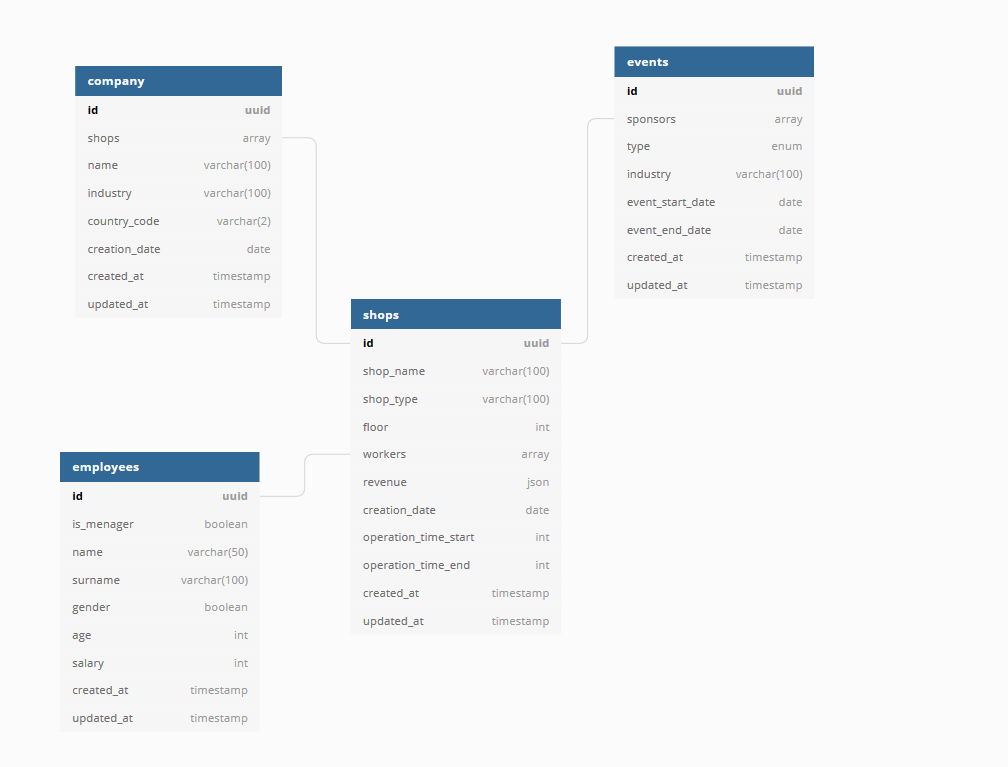 company
id uuid
shops array
name varchar(100)
industry varchar(100)
country_code varchar(2)
creation_date date
created_at timestamp
updated_at timestamp
events
id uuid
sponsors array
type enum
industry varchar(100)
event_start_date date
event_end_date date
created_at timestamp
updated_at timestamp
shops
id uuid
shop_name varchar(100)
shop_type varchar(100)
floor int
workers array
revenue json
creation_date date
operation_time_start int
operation_time_end int
created_at timestamp
updated_at timestamp
employees
id uuid
is_menager boolean
name varchar(50)
surname varchar(100)
gender boolean
age int
salary int
created_at timestamp
updated_at timestamp